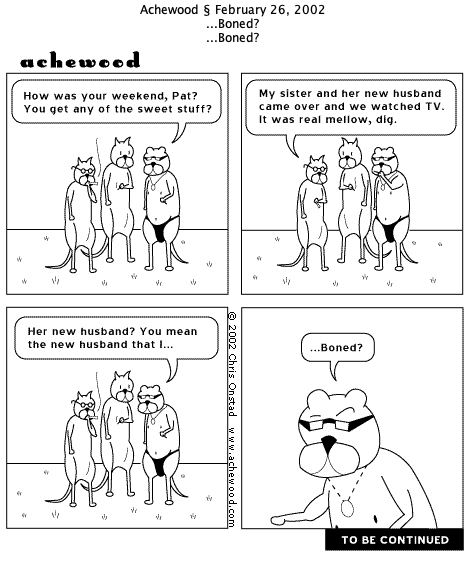 Achewood § February 26, 2002
...Boned?
...Boned?
achewood
How was your weekend, Pat?
You get any of the sweet stuff?
My sister and her new husband
came over and we watched TV.
It was real mellow, dig.
Her new husband? You mean
the new husband that I...
© 2002 Chris Onstad www.achewood.com
...Boned?
TO BE CONTINUED